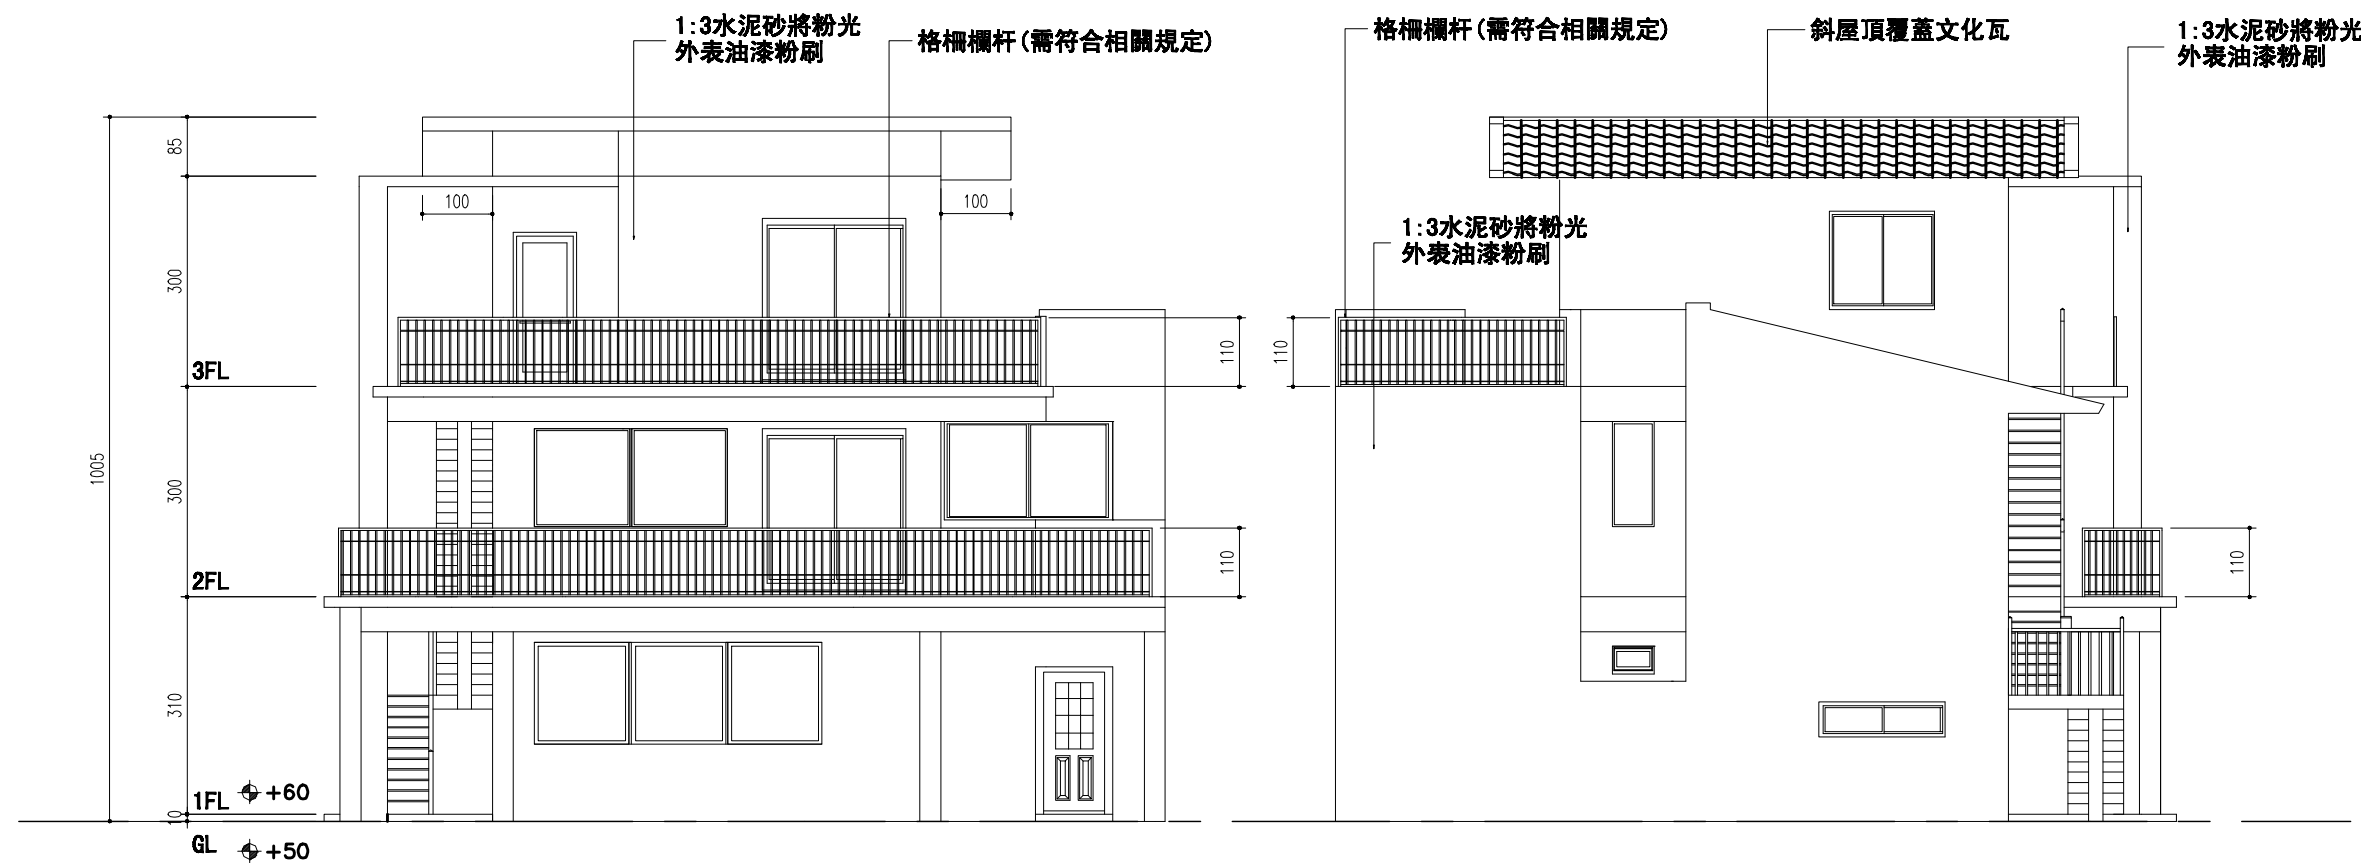 1:3水泥砂將粉光
外表油漆粉刷
格柵欄杆(需符合相關規定)
格柵欄杆(需符合相關規定)
斜屋頂覆蓋文化瓦
1:3水泥砂將粉光
外表油漆粉刷
85
100
100
1:3水泥砂將粉光
外表油漆粉刷
300
3FL
110
110
1005
300
2FL
110
110
310
1FL
+60
10
GL
+50